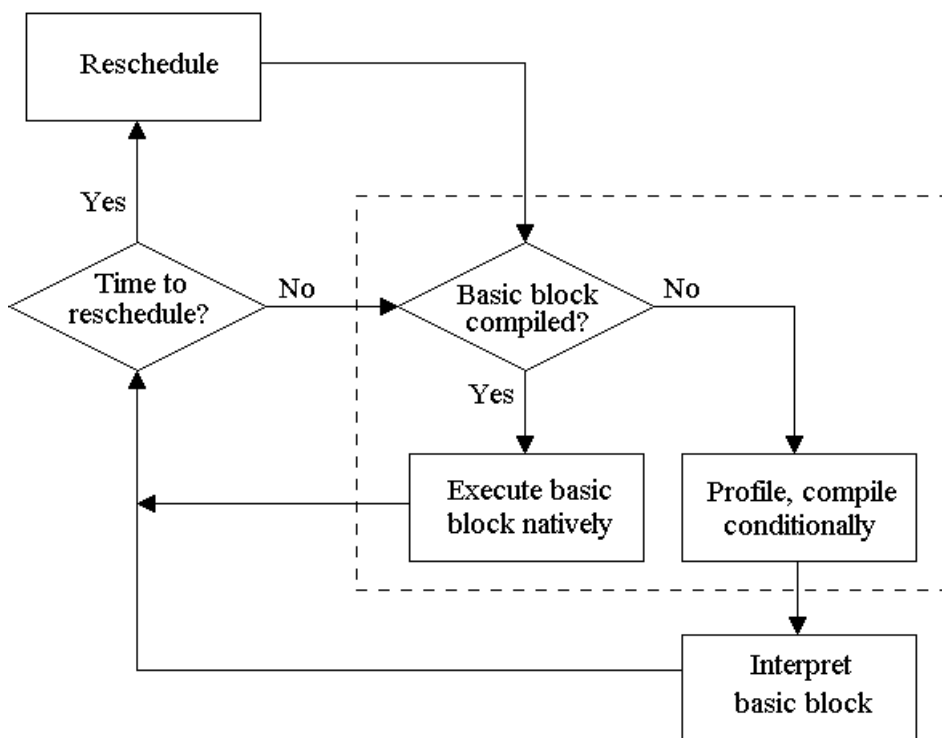 Reschedule
Yes
Time to
reschedule?
No
Basic block
compiled?
No
Yes
Execute basic
block natively
Profile, compile
conditionally
Interpret
basic block